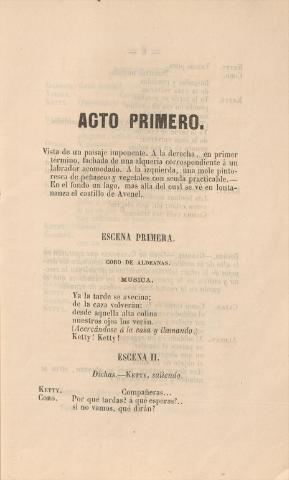 ACTO PRIMERO.
Vista de un paisaje imponente. A la derecha, en primer
término, fachada de una alquería correspondiente á un
labrador acomodado. A la izquierda, una mole pinto-
resca de peñascos y vegetales con senda practicable.—
En el fondo un lago, mas allá del cual se vé en lonta-
nanza el castillo de Avenel.
ESCENA PRIMERA.
CORO DE ALDEANAS.
MUSICA.
Ya la tarde se avecina;
de la caza volverán:
desde aquella alta colina
nuestros ojos los verán.
(Acercándose á la casa y llamando.)
Ketty! Ketty!
ESCENA II.
Dichas.—KETTY, saliendo.
KETTY. Compañeras...
CORO. Por qué tardas? a qué esperas?..
si no vamos, qué dirán?